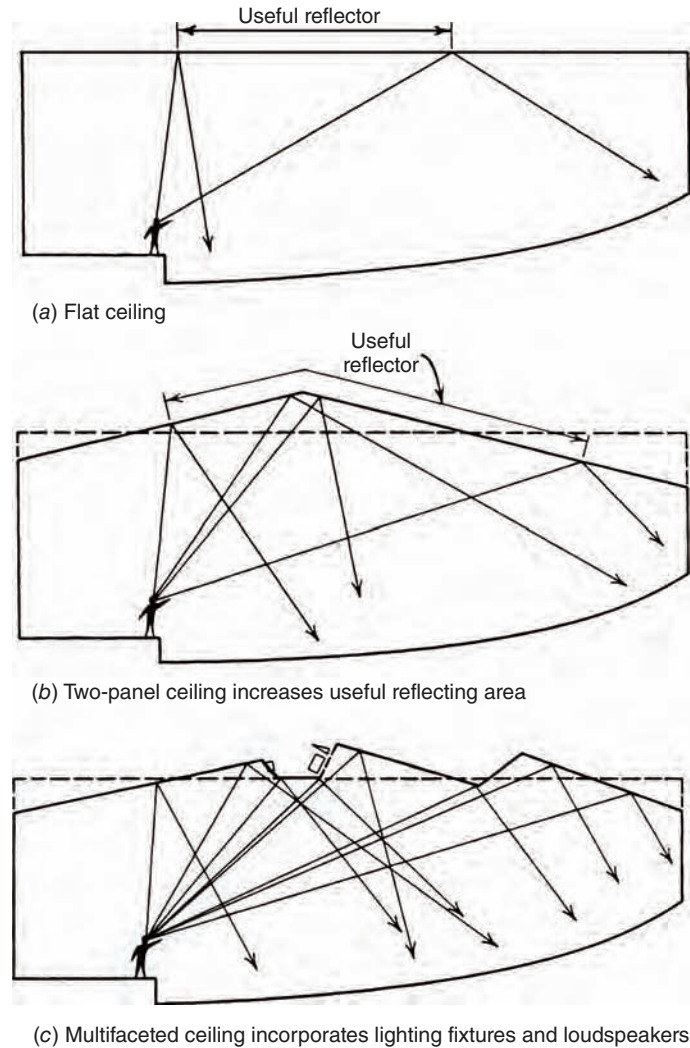 Useful reflector
(a) Flat ceiling
Useful
reflector
(b) Two-panel ceiling increases useful reflecting area
(c) Multifaceted ceiling incorporates lighting fixtures and loudspeakers